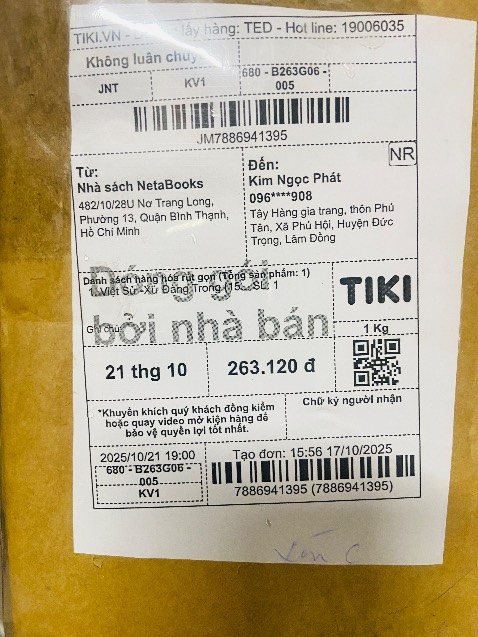 TIKI.VN - lấy hàng: TED - Hot line: 19006035
Không luân chuy
JNT KV1 680 - B263G06 - 005
JM7886941395
NR
Từ:
Nhà sách NetaBooks
482/10/28U Nơ Trang Long,
Phường 13, Quận Bình Thạnh,
Hồ Chí Minh
Đến:
Kim Ngọc Phát
096****908
Tây Hàng gia trang, thôn Phú
Tân, Xã Phú Hội, Huyện Đức
Trọng, Lâm Đồng
Danh sách hàng hóa rút gọn (Tổng sản phẩm: 1)
1. Việt Sử -Xứ Đàng Trong (15... SL: 1
Đóng gói
bởi nhà bán
Ghi chú:
TIKI
1 Kg
21 thg 10
263.120 đ
*Khuyến khích quý khách đồng kiểm
hoặc quay video mở kiện hàng để
bảo vệ quyền lợi tốt nhất.
Chữ ký người nhận
2025/10/21 19:00
680 - B263G06 -
005
KV1
Tạo đơn: 15:56 17/10/2025
7886941395 (7886941395)